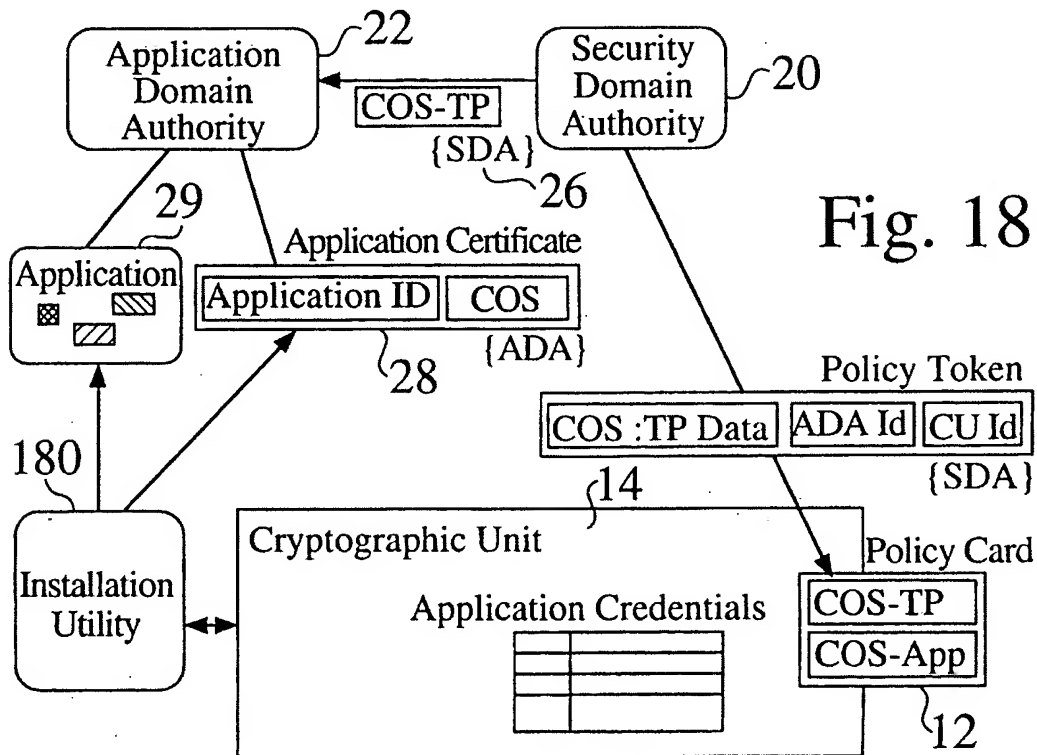 22
Application
Domain
Authority
Security
Domain
Authority
20
COS-TP
{SDA}
26
Fig. 18
29
Application
Application Certificate
Application ID
COS
{ADA}
28
Policy Token
COS :TP Data
ADA Id
CU Id
{SDA}
180
14
Installation
Utility
Cryptographic Unit
Application Credentials
Policy Card
COS-TP
COS-App
12